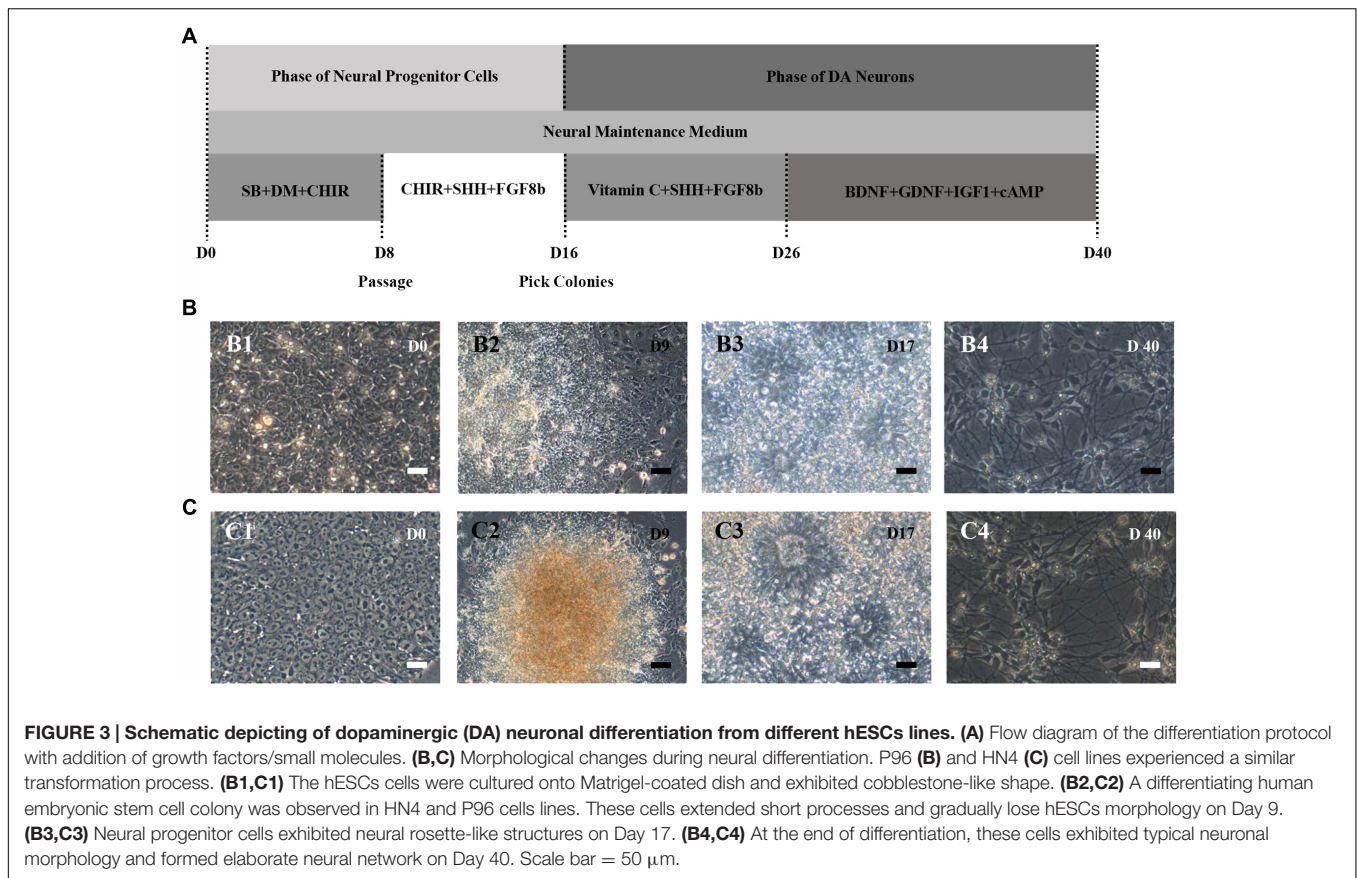 A
Phase of Neural Progenitor Cells
Phase of DA Neurons
Neural Maintenance Medium
SB+DM+CHIR
CHIR+SHH+FGF8b
Vitamin C+SHH+FGF8b
BDNF+GDNF+IGF1+cAMP
D0
D8
D16
D26
D40
Passage
Pick Colonies
B
B1
D0
B2
D9
B3
D17
B4
D 40
C
C1
D0
C2
D9
C3
D17
C4
D 40
FIGURE 3 | Schematic depicting of dopaminergic (DA) neuronal differentiation from different hESCs lines. (A) Flow diagram of the differentiation protocol
with addition of growth factors/small molecules. (B,C) Morphological changes during neural differentiation. P96 (B) and HN4 (C) cell lines experienced a similar
transformation process. (B1,C1) The hESCs cells were cultured onto Matrigel-coated dish and exhibited cobblestone-like shape. (B2,C2) A differentiating human
embryonic stem cell colony was observed in HN4 and P96 cells lines. These cells extended short processes and gradually lose hESCs morphology on Day 9.
(B3,C3) Neural progenitor cells exhibited neural rosette-like structures on Day 17. (B4,C4) At the end of differentiation, these cells exhibited typical neuronal
morphology and formed elaborate neural network on Day 40. Scale bar = 50 μm.